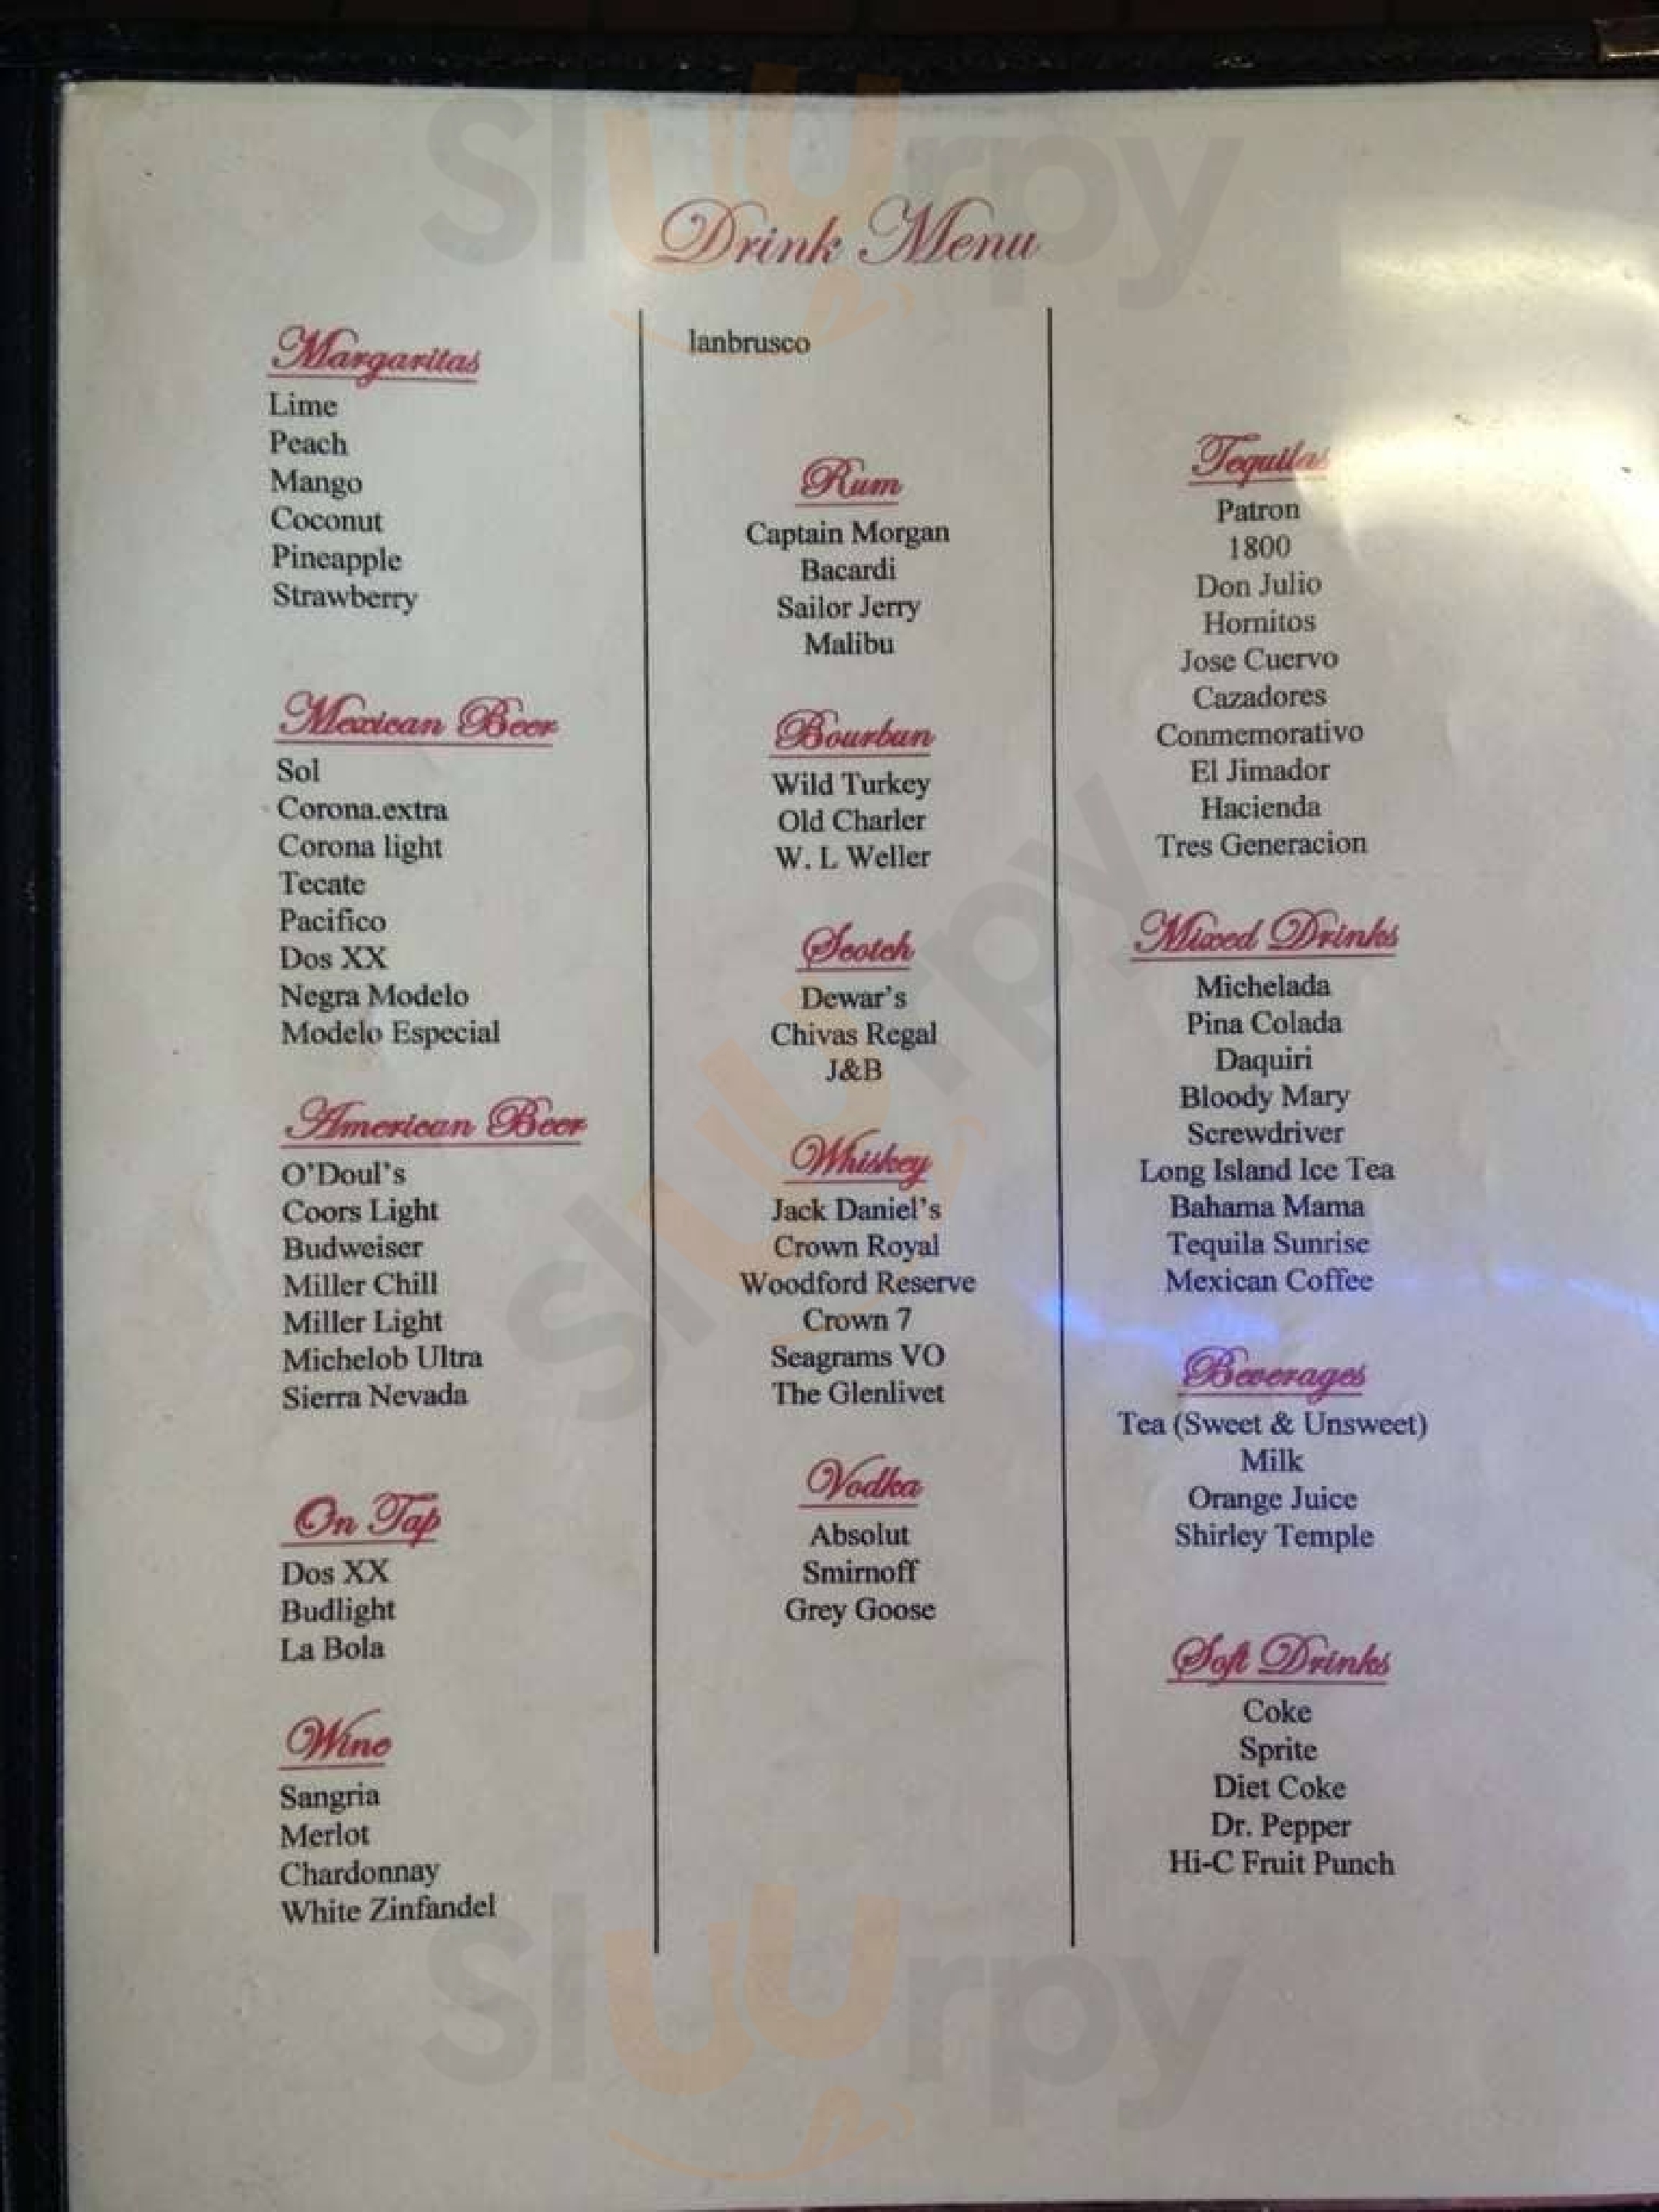 Drink Menu
Margaritas
Lime
Peach
Mango
Coconut
Pineapple
Strawberry
Mexican Beer
Sol
Corona.extra
Corona light
Tecate
Pacifico
Dos XX
Negra Modelo
Modelo Especial
American Beer
O'Doul's
Coors Light
Budweiser
Miller Chill
Miller Light
Michelob Ultra
Sierra Nevada
On Tap
Dos XX
Budlight
La Bola
Wine
Sangria
Merlot
Chardonnay
White Zinfandel
lanbrusco
Rum
Captain Morgan
Bacardi
Sailor Jerry
Malibu
Bourbun
Wild Turkey
Old Charler
W. L Weller
Scotch
Dewar's
Chivas Regal
J&B
Whiskey
Jack Daniel's
Crown Royal
Woodford Reserve
Crown 7
Seagrams VO
The Glenlivet
Vodka
Absolut
Smirnoff
Grey Goose
Tequilas
Patron
1800
Don Julio
Hornitos
Jose Cuervo
Cazadores
Conmemorativo
El Jimador
Hacienda
Tres Generacion
Mixed Drinks
Michelada
Pina Colada
Daquiri
Bloody Mary
Screwdriver
Long Island Ice Tea
Bahama Mama
Tequila Sunrise
Mexican Coffee
Beverages
Tea (Sweet & Unsweet)
Milk
Orange Juice
Shirley Temple
Soft Drinks
Coke
Sprite
Diet Coke
Dr. Pepper
Hi-C Fruit Punch
Sluurpy
Sluurpy
Sluurpy